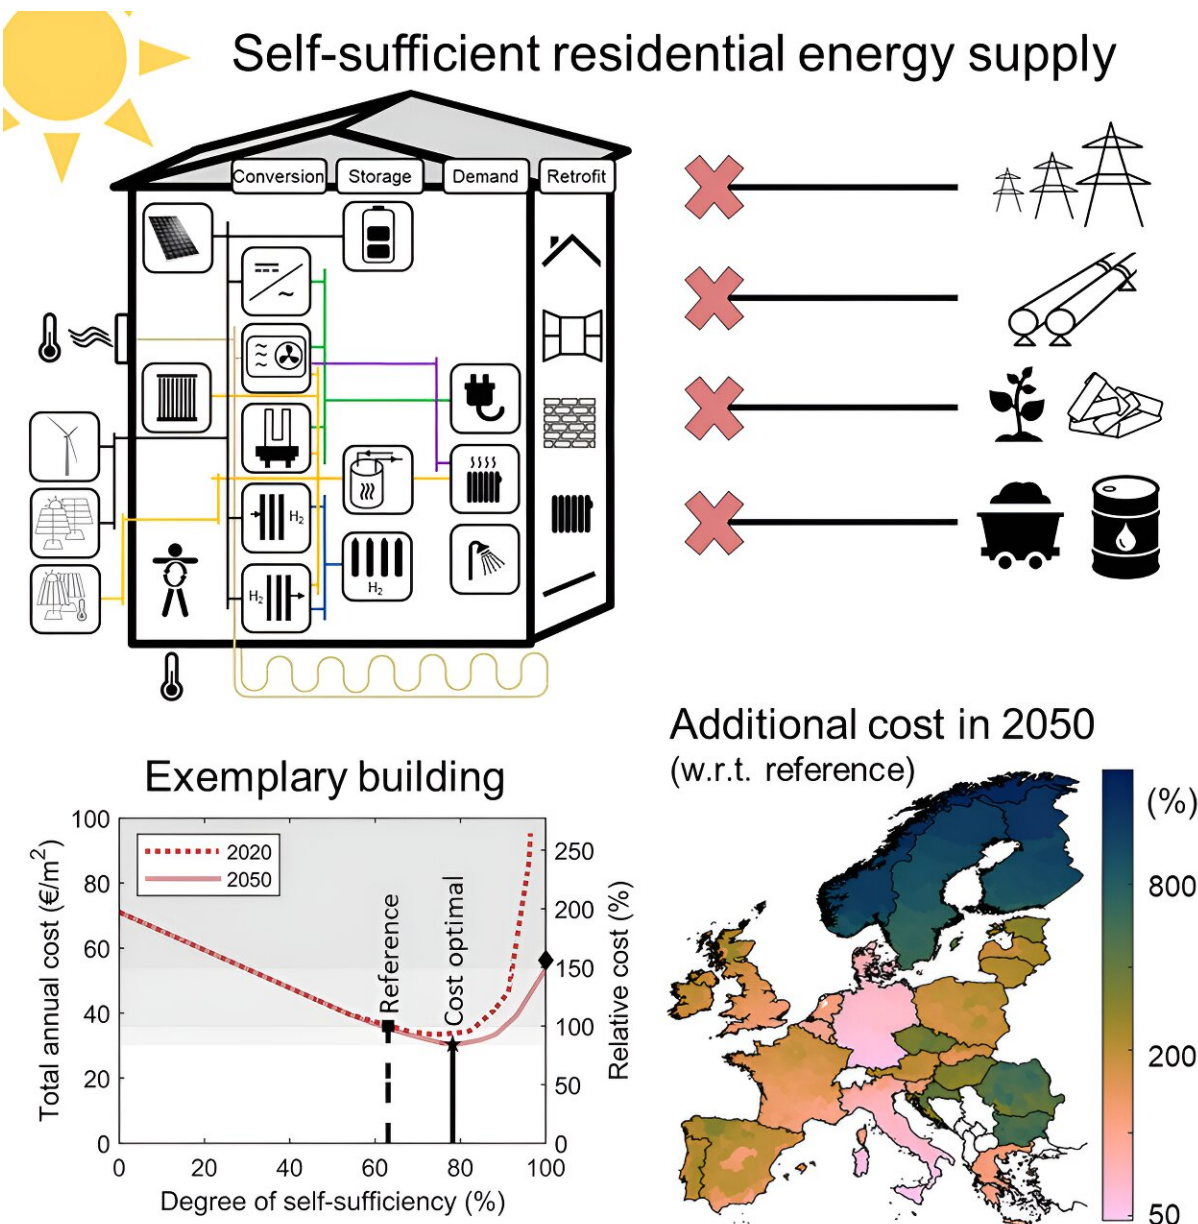 Self-sufficient residential energy supply
Conversion
Storage
Demand
Retrofit
H₂
H₂
H₂
Exemplary building
Total annual cost (€/m²)
100
80
60
40
20
0
2020
2050
Reference
Cost optimal
250
200
150
100
50
0
Relative cost (%)
0 20 40 60 80 100
Degree of self-sufficiency (%)
Additional cost in 2050
(w.r.t. reference)
(%)
800
200
50